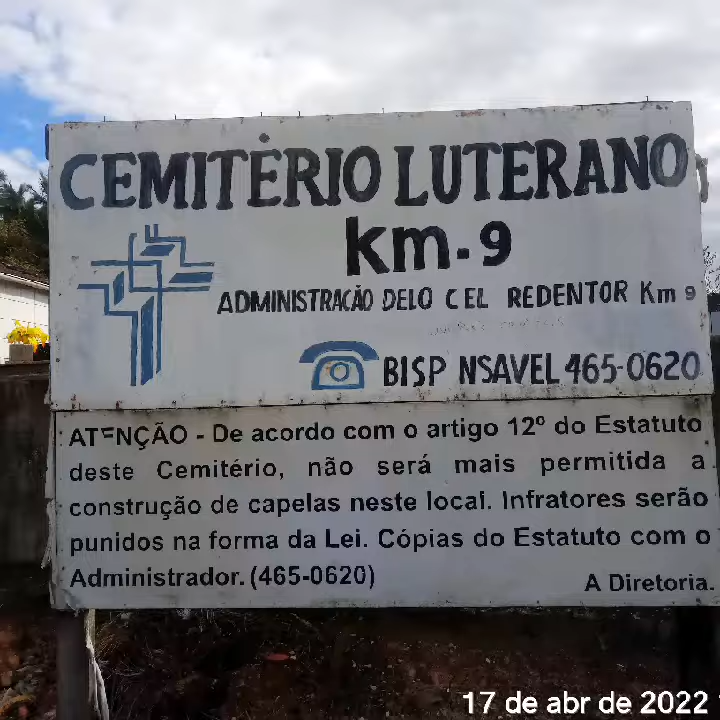 CEMITÉRIO LUTERANO
km-9
ADMINISTRAÇÃO DELO CEL REDENTOR Km 9
BISP NSAVEL 465-0620
ATENÇÃO - De acordo com o artigo 12º do Estatuto
deste Cemitério, não será mais permitida a
construção de capelas neste local. Infratores serão
punidos na forma da Lei. Cópias do Estatuto com o
Administrador. (465-0620)
A Diretoria.
17 de abr de 2022